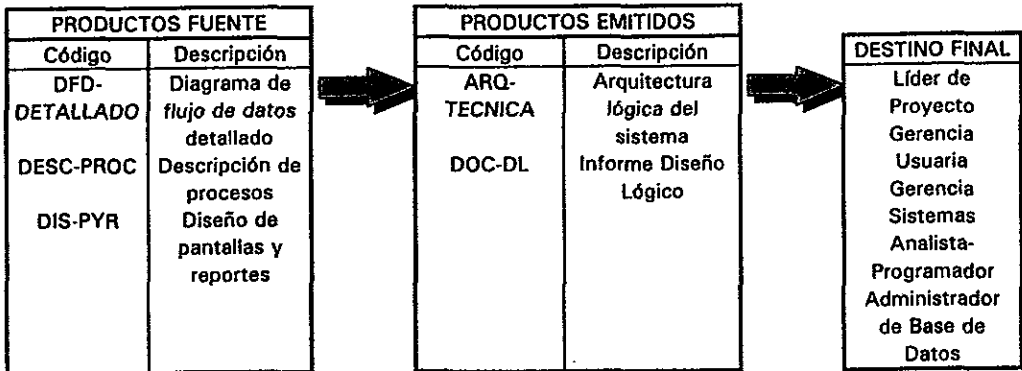 PRODUCTOS FUENTE
Código Descripción
DFD- Diagrama de
DETALLADO flujo de datos
detallado
DESC-PROC Descripción de
procesos
DIS-PYR Diseño de
pantallas y
reportes
PRODUCTOS EMITIDOS
Código Descripción
ARQ- Arquitectura
TECNICA lógica del
sistema
DOC-DL Informe Diseño
Lógico
DESTINO FINAL
Líder de
Proyecto
Gerencia
Usuaria
Gerencia
Sistemas
Analista-
Programador
Administrador
de Base de
Datos